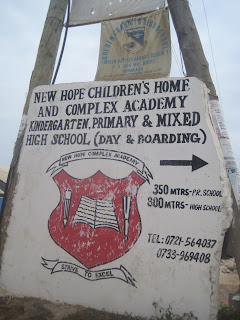 NEW HOPE CHILDREN'S HOME
AND COMPLEX ACADEMY
KINDERGARTEN, PRIMARY & MIXED
HIGH SCHOOL (DAY & BOARDING)
NEW HOPE COMPLEX ACADEMY
350 MTRS-PR. SCHOOL
800 MTRS-HIGH SCHOOL
STRIVE TO EXCEL
TEL: 0721-564037
0733-969408